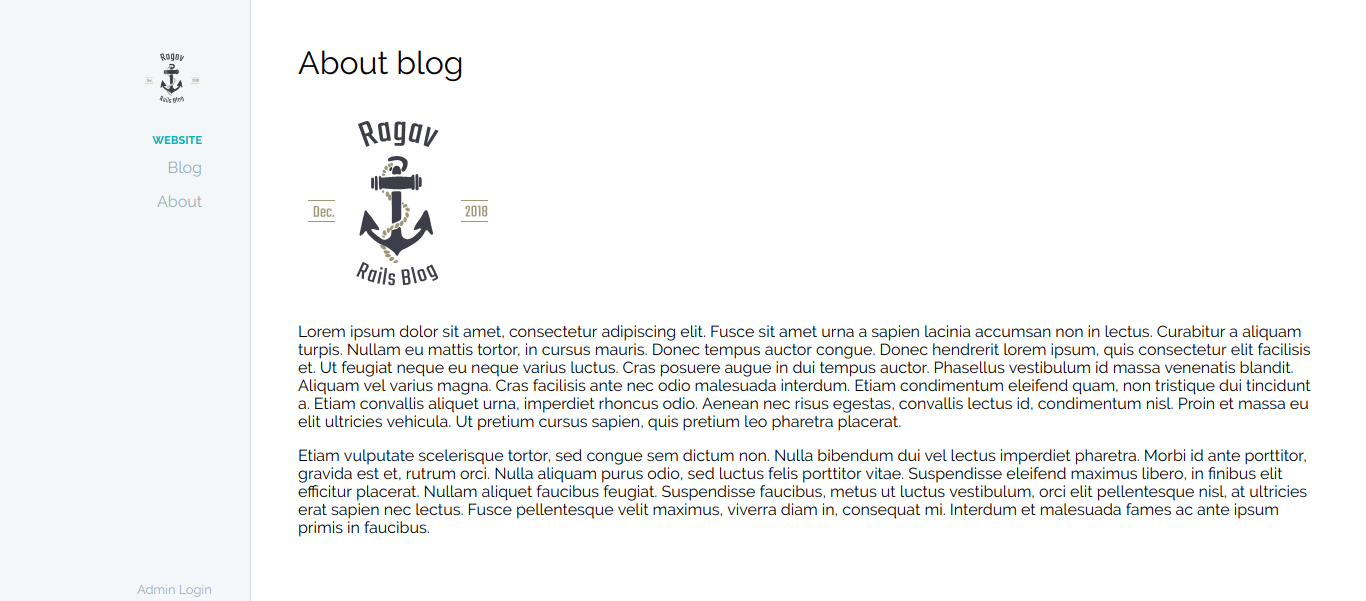 Ragav
Dec. 2018
Rails Blog
WEBSITE
Blog
About
Admin Login
About blog
Ragav
Dec. 2018
Rails Blog
Lorem ipsum dolor sit amet, consectetur adipiscing elit. Fusce sit amet urna a sapien lacinia accumsan non in lectus. Curabitur a aliquam
turpis. Nullam eu mattis tortor, in cursus mauris. Donec tempus auctor congue. Donec hendrerit lorem ipsum, quis consectetur elit facilisis
et. Ut feugiat neque eu neque varius luctus. Cras posuere augue in dui tempus auctor. Phasellus vestibulum id massa venenatis blandit.
Aliquam vel varius magna. Cras facilisis ante nec odio malesuada interdum. Etiam condimentum eleifend quam, non tristique dui tincidunt
a. Etiam convallis aliquet urna, imperdiet rhoncus odio. Aenean nec risus egestas, convallis lectus id, condimentum nisl. Proin et massa eu
elit ultricies vehicula. Ut pretium cursus sapien, quis pretium leo pharetra placerat.
Etiam vulputate scelerisque tortor, sed congue sem dictum non. Nulla bibendum dui vel lectus imperdiet pharetra. Morbi id ante porttitor,
gravida est et, rutrum orci. Nulla aliquam purus odio, sed luctus felis porttitor vitae. Suspendisse eleifend maximus libero, in finibus elit
efficitur placerat. Nullam aliquet faucibus feugiat. Suspendisse faucibus, metus ut luctus vestibulum, orci elit pellentesque nisl, at ultricies
erat sapien nec lectus. Fusce pellentesque velit maximus, viverra diam in, consequat mi. Interdum et malesuada fames ac ante ipsum
primis in faucibus.